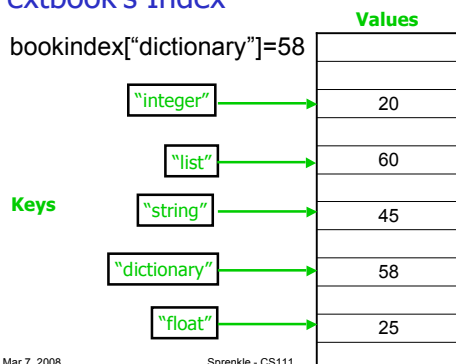 extbook's Index
Values
bookindex["dictionary"]=58
"integer" 20
"list" 60
Keys
"string" 45
"dictionary" 58
"float" 25
Mar 7, 2008 Sprenkle - CS111